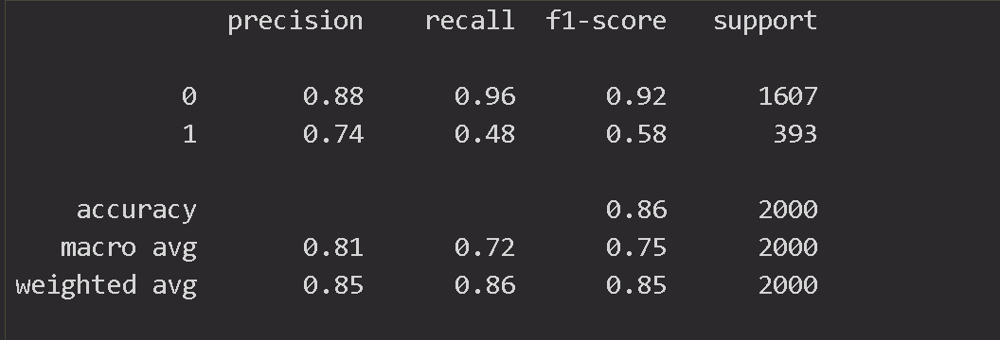 precision recall f1-score support
0 0.88 0.96 0.92 1607
1 0.74 0.48 0.58 393
accuracy 0.86 2000
macro avg 0.81 0.72 0.75 2000
weighted avg 0.85 0.86 0.85 2000